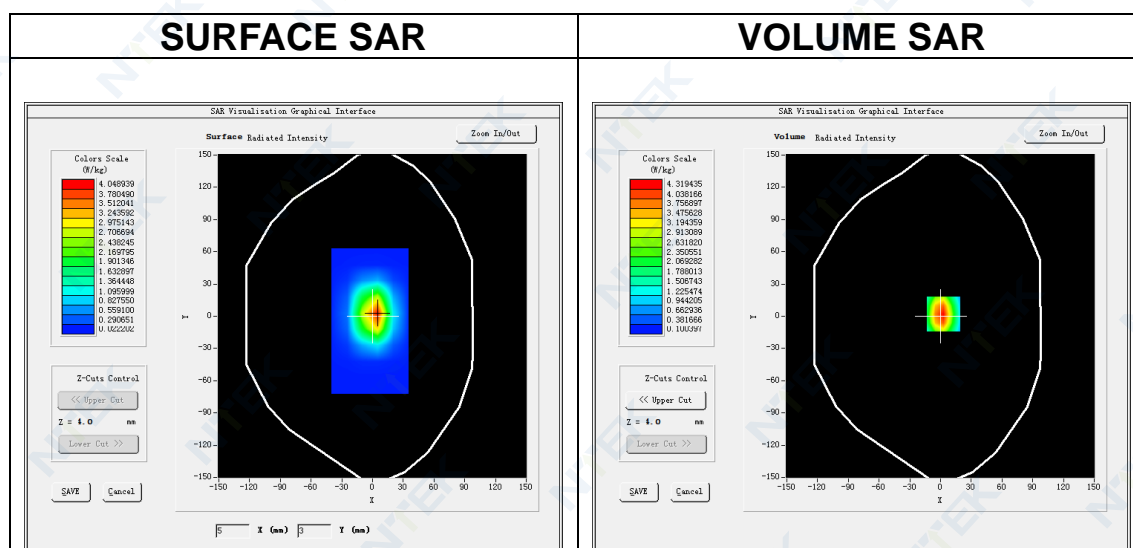 SURFACE SAR
VOLUME SAR
SAR Visualisation Graphical Interface
Surface Radiated Intensity
Zoom In/Out
Colors Scale
(W/kg)
4.048939
3.780490
3.512041
3.243592
2.975143
2.706694
2.438245
2.169795
1.901346
1.632897
1.364448
1.095999
0.827550
0.559100
0.290651
0.022202
Z-Cuts Control
<< Upper Cut
Z = 4.0 mm
Lower Cut >>
SAVE
Cancel
150
120
90
60
30
0
-30
-60
-90
-120
-150
Y
-150 -120 -90 -60 -30 0 30 60 90 120 150
X
5 X (mm) 3 Y (mm)
SAR Visualisation Graphical Interface
Volume Radiated Intensity
Zoom In/Out
Colors Scale
(W/kg)
4.319435
4.038166
3.756897
3.475628
3.194359
2.913089
2.631820
2.350551
2.069282
1.788013
1.506743
1.225474
0.944205
0.662936
0.381666
0.100397
Z-Cuts Control
<< Upper Cut
Z = 4.0 mm
Lower Cut >>
SAVE
Cancel
150
120
90
60
30
0
-30
-60
-90
-120
-150
Y
-150 -120 -90 -60 -30 0 30 60 90 120 150
X
NTEK